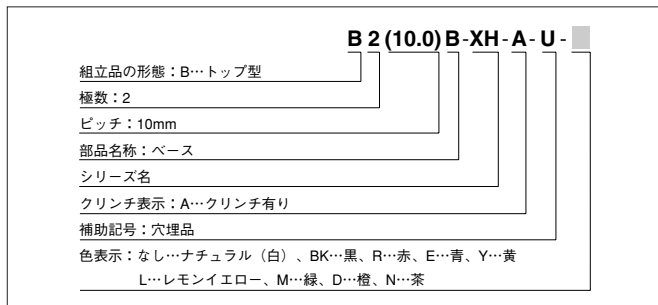 B 2 (10.0) B - XH - A - U -
組立品の形態：B…トップ型
極数：2
ピッチ：10mm
部品名称：ベース
シリーズ名
クリンチ表示：A…クリンチ有り
補助記号：穴埋品
色表示：なし…ナチュラル（白）、BK…黒、R…赤、E…青、Y…黄
L…レモンイエロー、M…緑、D…橙、N…茶